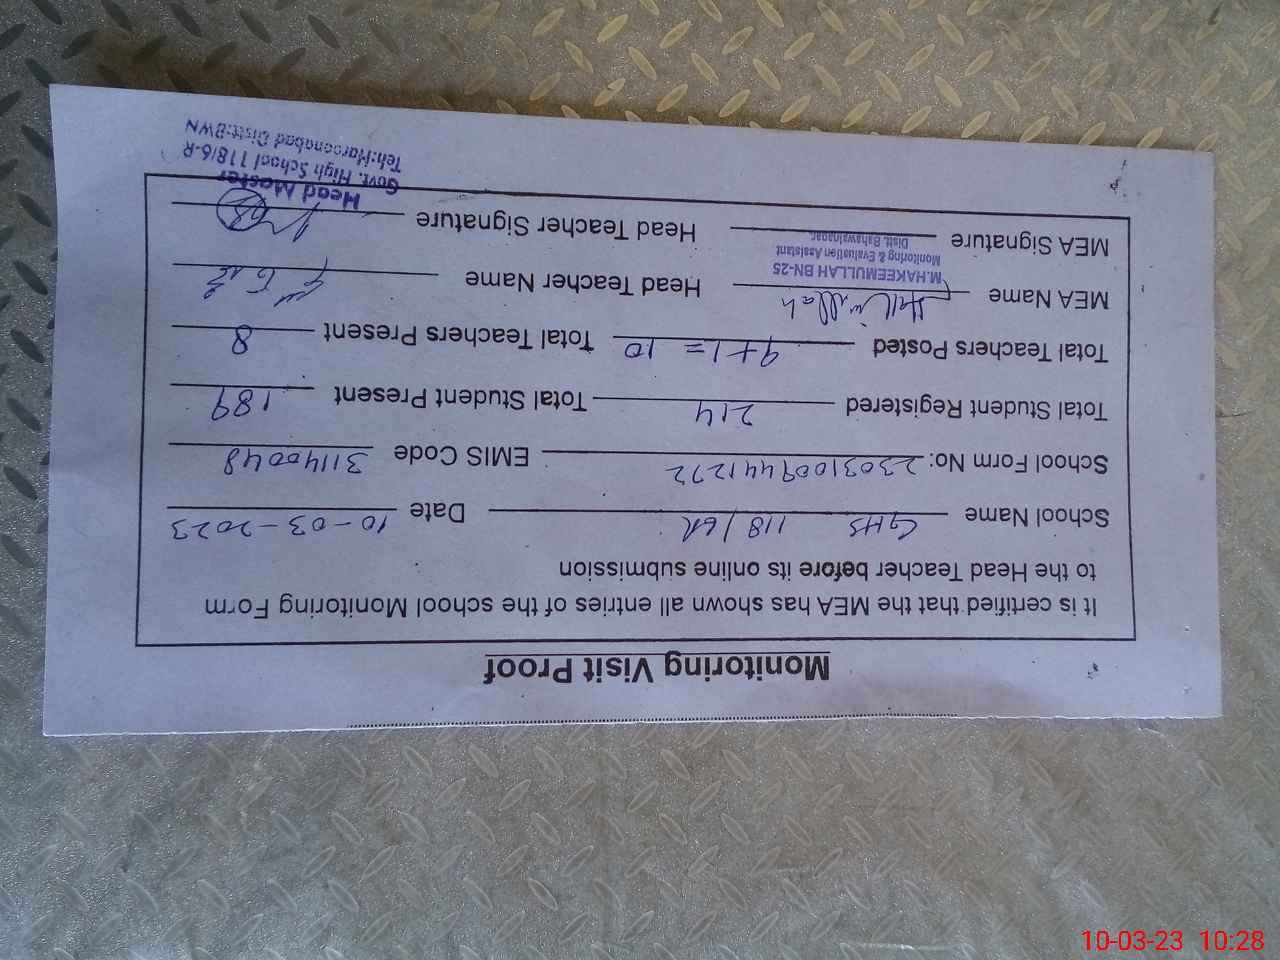 Monitoring Visit Proof
It is certified that the MEA has shown all entries of the school Monitoring Form
to the Head Teacher before its online submission
School Name GHS 118/6R Date 10-03-2023
School Form No: 23031009441272 EMIS Code 31140048
Total Student Registered 214 Total Student Present 189
Total Teachers Posted 9+1=10 Total Teachers Present 8
MEA Name Head Teacher Name
M.HAKEEMULLAH BN-25
Monitoring & Evaluation Assistant
Distt. Bahawalnagar.
MEA Signature Head Teacher Signature
Head Master
Govt. High School 118/6-R
Teh:Haroonabad Distt:BWN
10-03-23 10:28